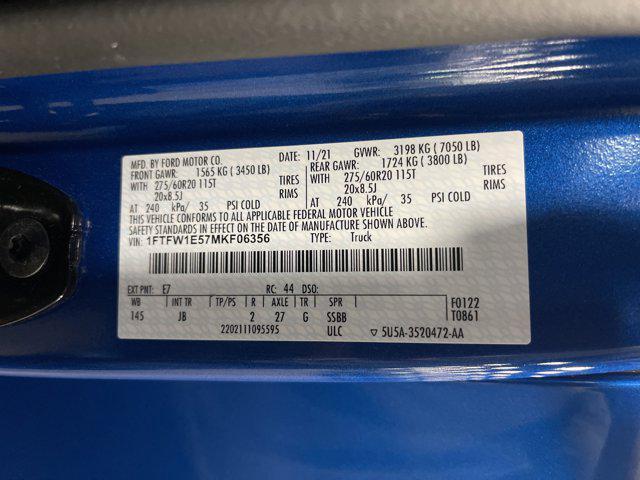 MFD. BY FORD MOTOR CO.
DATE: 11/21 GVWR: 3198 KG ( 7050 LB)
FRONT GAWR: 1565 KG ( 3450 LB)
REAR GAWR: 1724 KG ( 3800 LB)
WITH 275/60R20 115T TIRES
20x8.5J RIMS
AT 240 kPa/ 35 PSI COLD
WITH 275/60R20 115T TIRES
20x8.5J RIMS
AT 240 kPa/ 35 PSI COLD
THIS VEHICLE CONFORMS TO ALL APPLICABLE FEDERAL MOTOR VEHICLE
SAFETY STANDARDS IN EFFECT ON THE DATE OF MANUFACTURE SHOWN ABOVE.
VIN: 1FTFW1E57MKF06356 TYPE: Truck
EXT PNT: E7 RC: 44 DSO:
WB INT TR TP/PS R AXLE TR SPR F0122
145 JB 2 27 G SSBB T0861
2202111095595 ULC ▽ 5U5A-3520472-AA